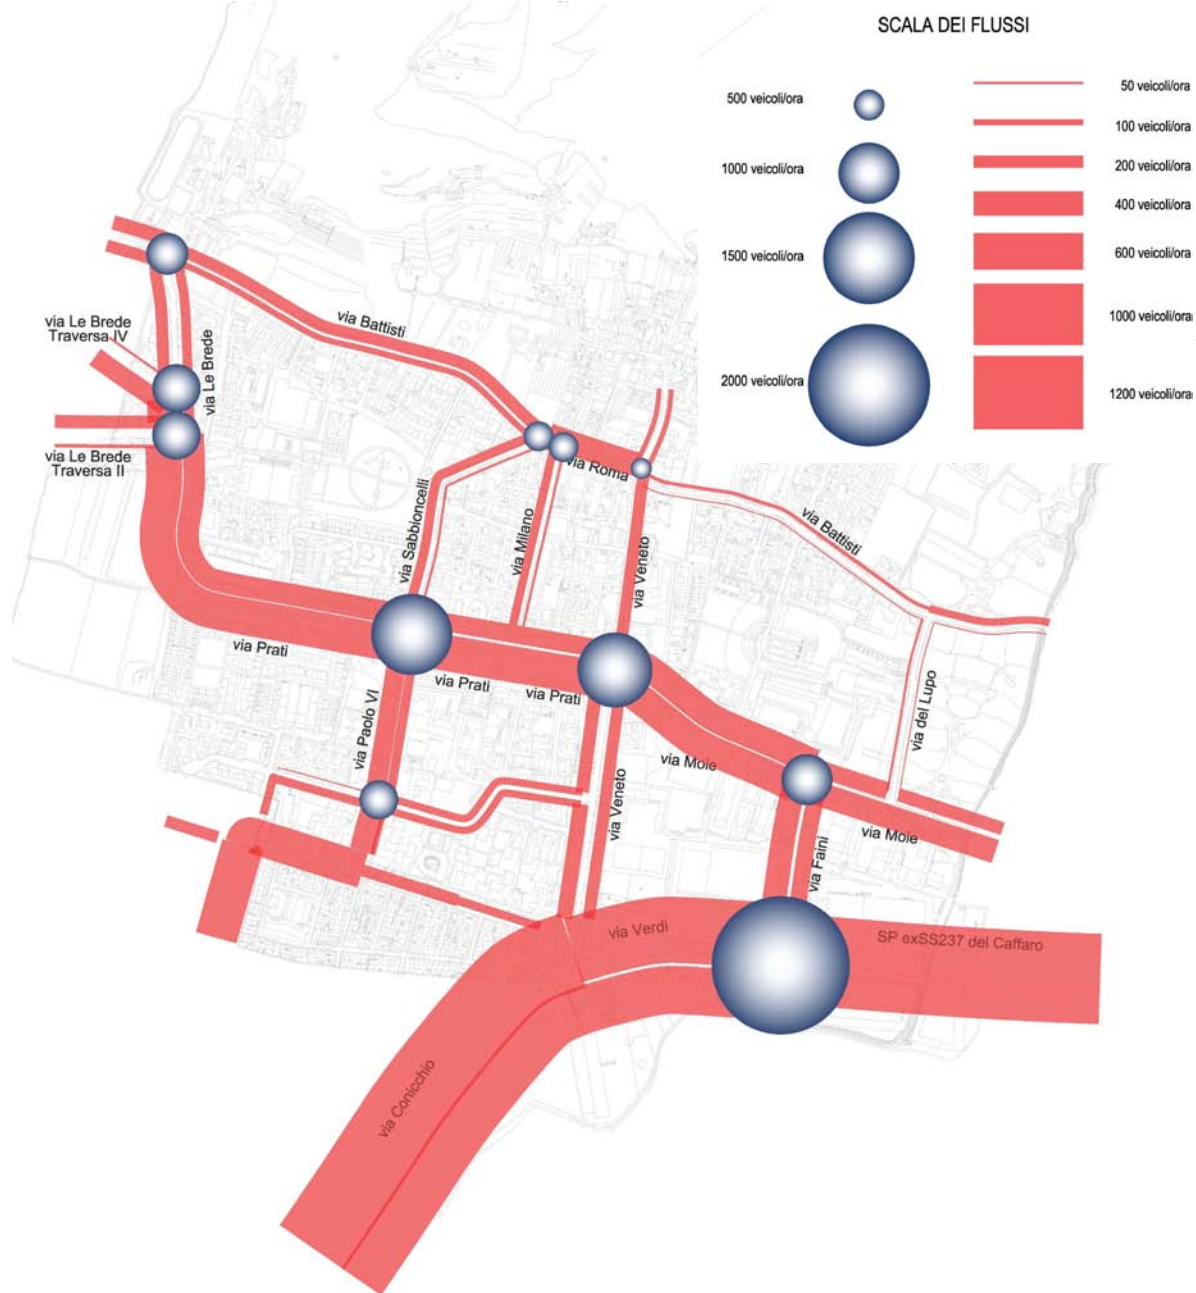 SCALA DEI FLUSSI
500 veicoli/ora
1000 veicoli/ora
1500 veicoli/ora
2000 veicoli/ora
50 veicoli/ora
100 veicoli/ora
200 veicoli/ora
400 veicoli/ora
600 veicoli/ora
1000 veicoli/ora
1200 veicoli/ora
via Battisti
via Le Brede
Traversa IV
via Le Brede
via Le Brede
Traversa II
via Roma
via Sabbioncelli
via Milano
via Veneto
via Battisti
via Prati
via Prati
via Prati
via Paolo VI
via Moie
via del Lupo
via Veneto
via Faini
via Moie
via Verdi
SP exSS237 del Caffaro
via Conicchio